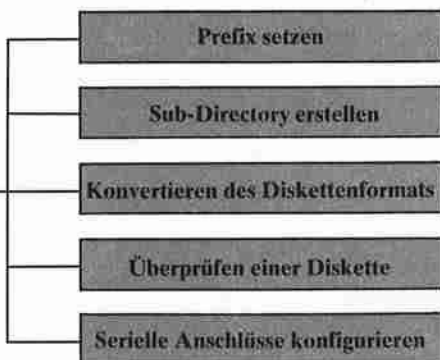 Prefix setzen
Sub-Directory erstellen
Konvertieren des Diskettenformats
Überprüfen einer Diskette
Serielle Anschlüsse konfigurieren